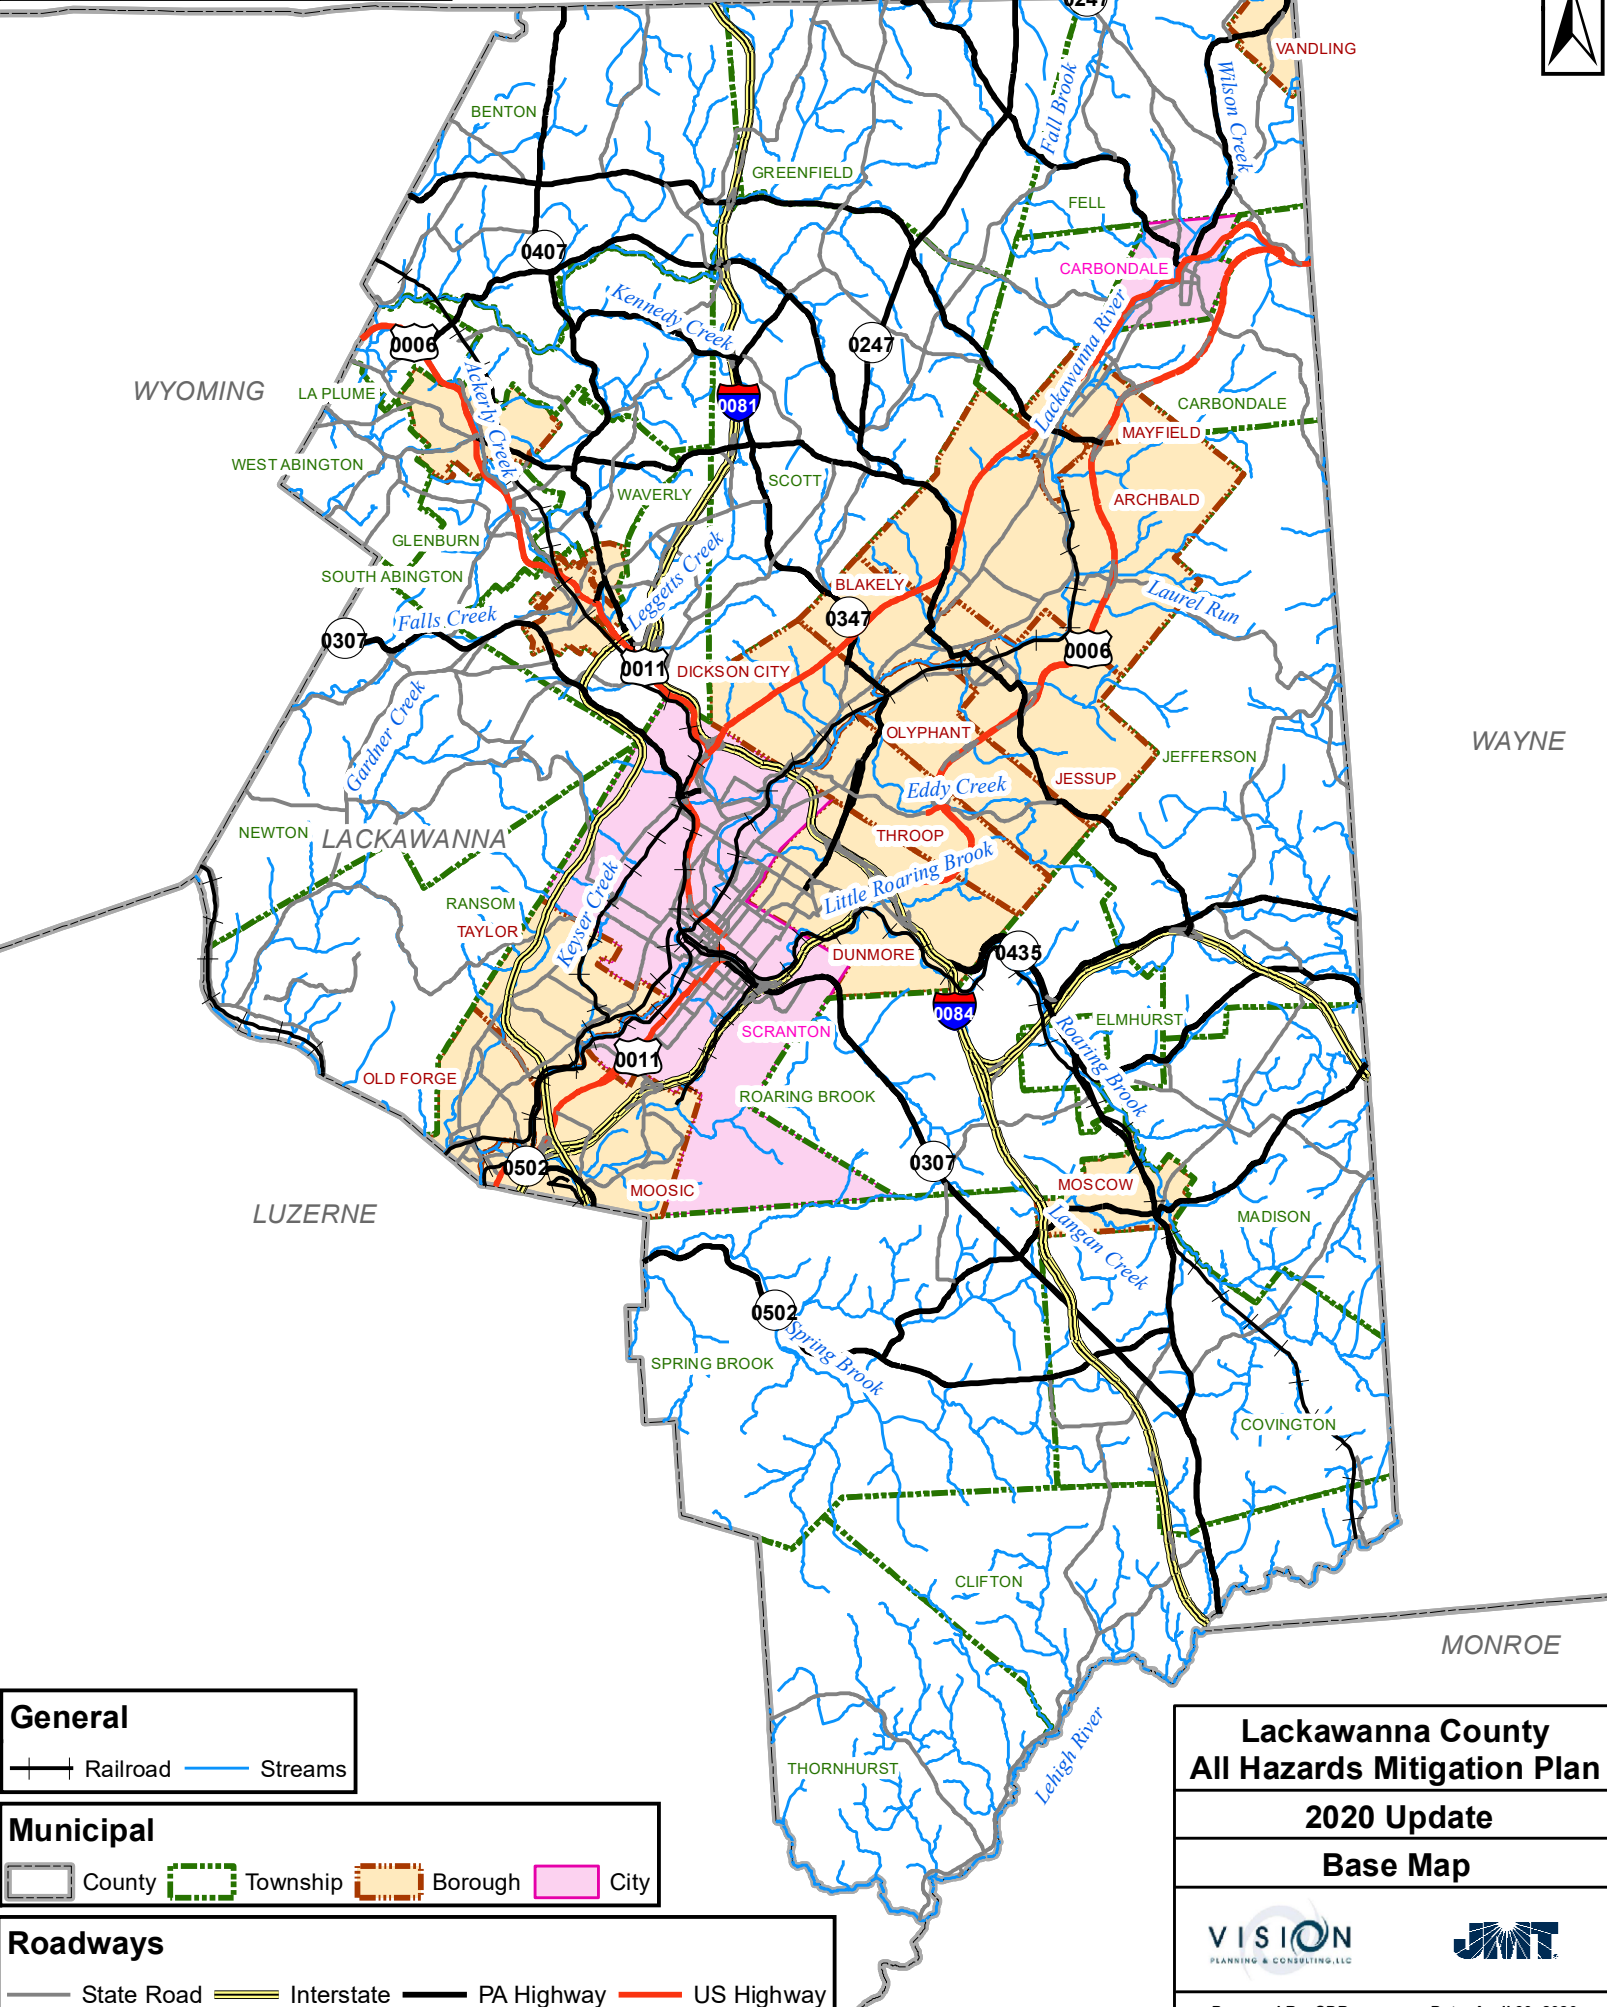 0247
VANDLING
Fall Brook
Wilson Creek
BENTON
GREENFIELD
FELL
0407
CARBONDALE
Kennedy Creek
Lackawanna River
0006
0247
WYOMING
LA PLUME
Ackerly Creek
0081
CARBONDALE
MAYFIELD
WEST ABINGTON
WAVERLY
SCOTT
ARCHBALD
GLENBURN
SOUTH ABINGTON
Leggetts Creek
BLAKELY
Laurel Run
Falls Creek
0347
0307
0011
DICKSON CITY
0006
Gardner Creek
OLYPHANT
WAYNE
JEFFERSON
Eddy Creek
JESSUP
NEWTON
LACKAWANNA
THROOP
Little Roaring Brook
Keyser Creek
RANSOM
TAYLOR
DUNMORE
0435
0084
SCRANTON
ELMHURST
Roaring Brook
0011
OLD FORGE
ROARING BROOK
0502
0307
MOOSIC
MOSCOW
LUZERNE
MADISON
Langan Creek
0502
Spring Brook
SPRING BROOK
COVINGTON
CLIFTON
MONROE
Lehigh River
THORNHURST
General
Railroad
Streams
Municipal
County
Township
Borough
City
Roadways
State Road
Interstate
PA Highway
US Highway
Lackawanna County
All Hazards Mitigation Plan
2020 Update
Base Map
VISION
PLANNING & CONSULTING, LLC
JMT